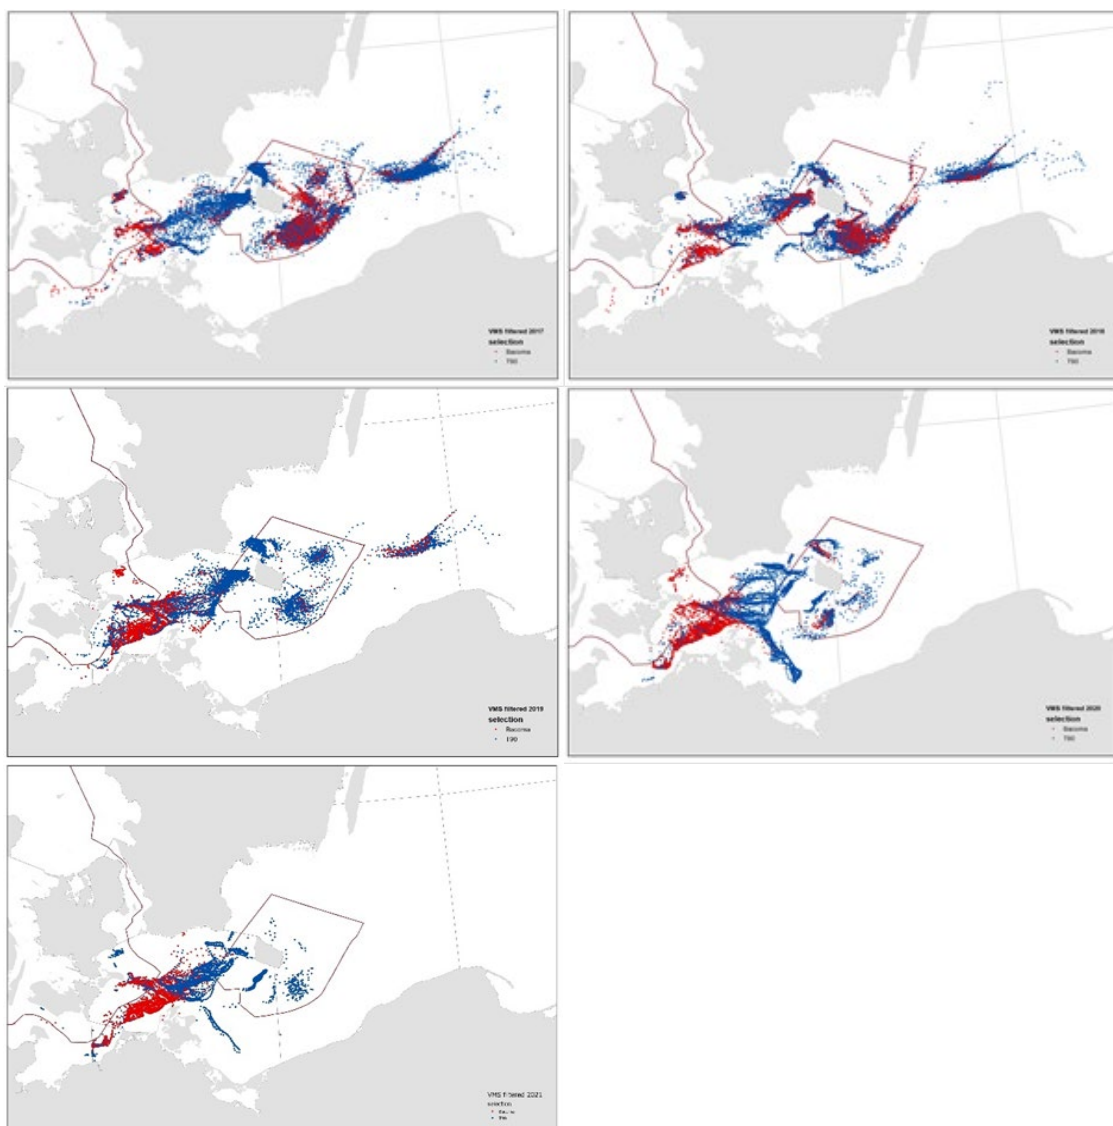 VMS filtered 2017
selection
Bacoma
T90
VMS filtered 2018
selection
Bacoma
T90
VMS filtered 2019
selection
Bacoma
T90
VMS filtered 2020
selection
Bacoma
T90
VMS filtered 2021
selection